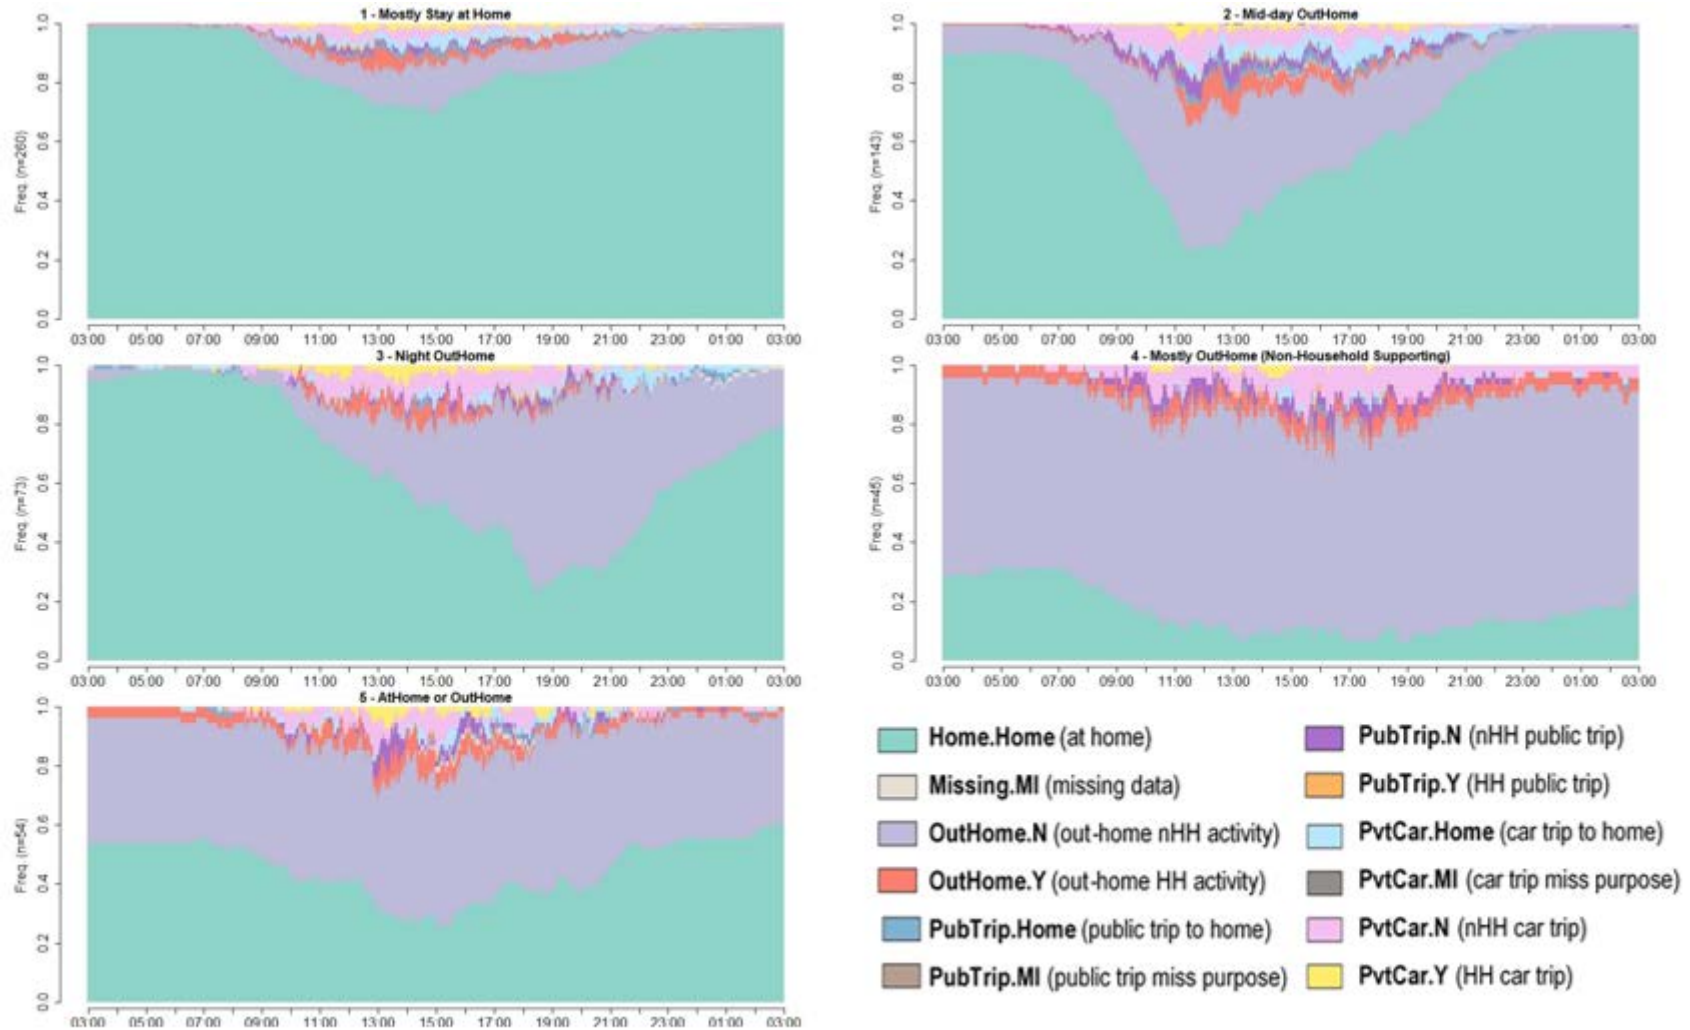 1 - Mostly Stay at Home
Freq. (n=260)
0.0 0.2 0.4 0.6 0.8 1.0
03:00 05:00 07:00 09:00 11:00 13:00 15:00 17:00 19:00 21:00 23:00 01:00 03:00
2 - Mid-day OutHome
Freq. (n=143)
0.0 0.2 0.4 0.6 0.8 1.0
03:00 05:00 07:00 09:00 11:00 13:00 15:00 17:00 19:00 21:00 23:00 01:00 03:00
3 - Night OutHome
Freq. (n=73)
0.0 0.2 0.4 0.6 0.8 1.0
03:00 05:00 07:00 09:00 11:00 13:00 15:00 17:00 19:00 21:00 23:00 01:00 03:00
4 - Mostly OutHome (Non-Household Supporting)
Freq. (n=45)
0.0 0.2 0.4 0.6 0.8 1.0
03:00 05:00 07:00 09:00 11:00 13:00 15:00 17:00 19:00 21:00 23:00 01:00 03:00
5 - AtHome or OutHome
Freq. (n=54)
0.0 0.2 0.4 0.6 0.8 1.0
03:00 05:00 07:00 09:00 11:00 13:00 15:00 17:00 19:00 21:00 23:00 01:00 03:00
Home.Home (at home)
Missing.MI (missing data)
OutHome.N (out-home nHH activity)
OutHome.Y (out-home HH activity)
PubTrip.Home (public trip to home)
PubTrip.MI (public trip miss purpose)
PubTrip.N (nHH public trip)
PubTrip.Y (HH public trip)
PvtCar.Home (car trip to home)
PvtCar.MI (car trip miss purpose)
PvtCar.N (nHH car trip)
PvtCar.Y (HH car trip)